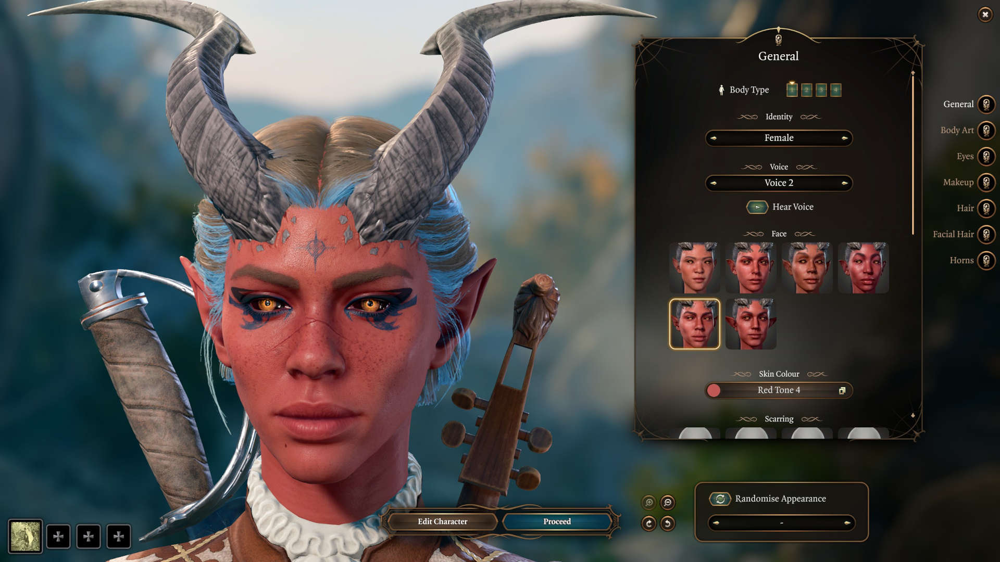 General
Body Type 1 2 3 4
Identity
Female
Voice
Voice 2
Hear Voice
Face
Skin Colour
Red Tone 4
Scarring
General
Body Art
Eyes
Makeup
Hair
Facial Hair
Horns
Randomise Appearance
-
Edit Character
Proceed